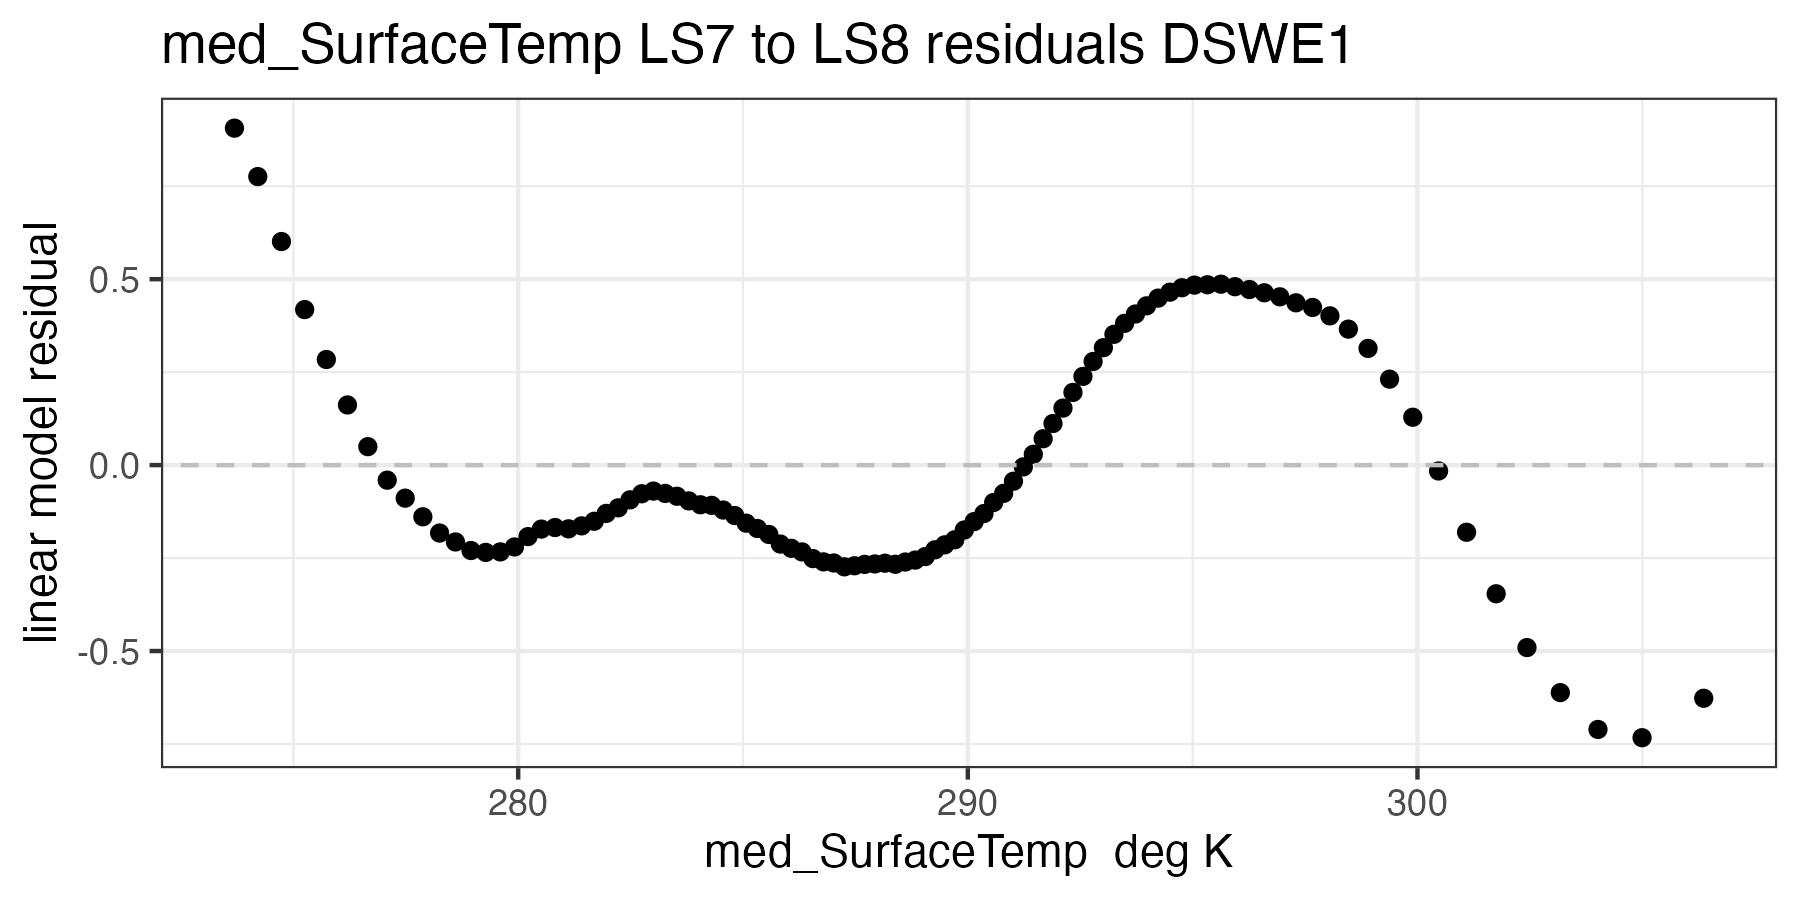 med_SurfaceTemp LS7 to LS8 residuals DSWE1
linear model residual
0.5
0.0
-0.5
280
290
300
med_SurfaceTemp  deg K